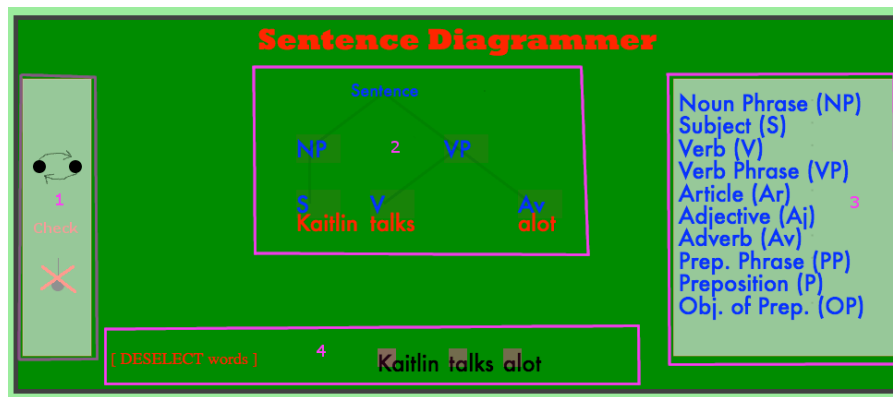 Sentence Diagrammer
1
Check
Sentence
NP 2 VP
S V Av
Kaitlin talks alot
Noun Phrase (NP)
Subject (S)
Verb (V)
Verb Phrase (VP)
Article (Ar)
3
Adjective (Aj)
Adverb (Av)
Prep. Phrase (PP)
Preposition (P)
Obj. of Prep. (OP)
[ DESELECT words ] 4 Kaitlin talks alot